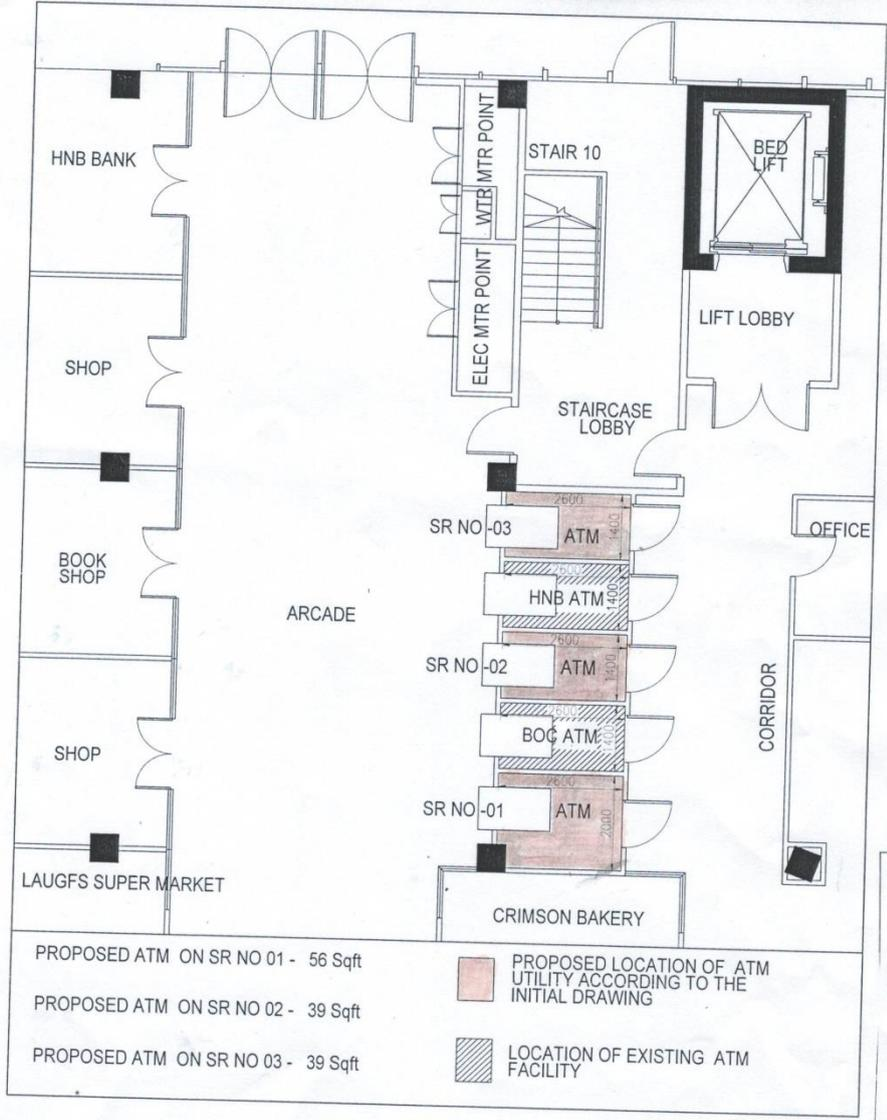 HNB BANK
WTR MTR POINT
STAIR 10
BED
LIFT
ELEC MTR POINT
LIFT LOBBY
SHOP
STAIRCASE
LOBBY
2600
SR NO -03
ATM
1400
OFFICE
BOOK
SHOP
2600
HNB ATM
1400
ARCADE
2600
SR NO -02
ATM
1400
CORRIDOR
2600
SHOP
BOC ATM
1400
2600
SR NO -01
ATM
2000
LAUGFS SUPER MARKET
CRIMSON BAKERY
PROPOSED ATM ON SR NO 01 - 56 Sqft
PROPOSED ATM ON SR NO 02 - 39 Sqft
PROPOSED ATM ON SR NO 03 - 39 Sqft
PROPOSED LOCATION OF ATM
UTILITY ACCORDING TO THE
INITIAL DRAWING
LOCATION OF EXISTING ATM
FACILITY